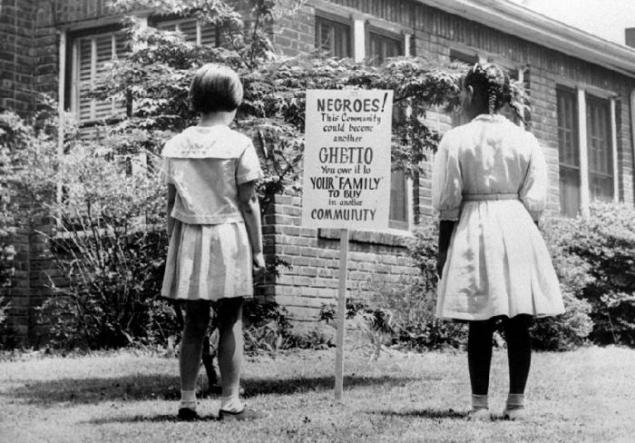 NEGROES!
This Community
could become
another
GHETTO
You owe it to
YOUR "FAMILY"
TO BUY
in another
COMMUNITY